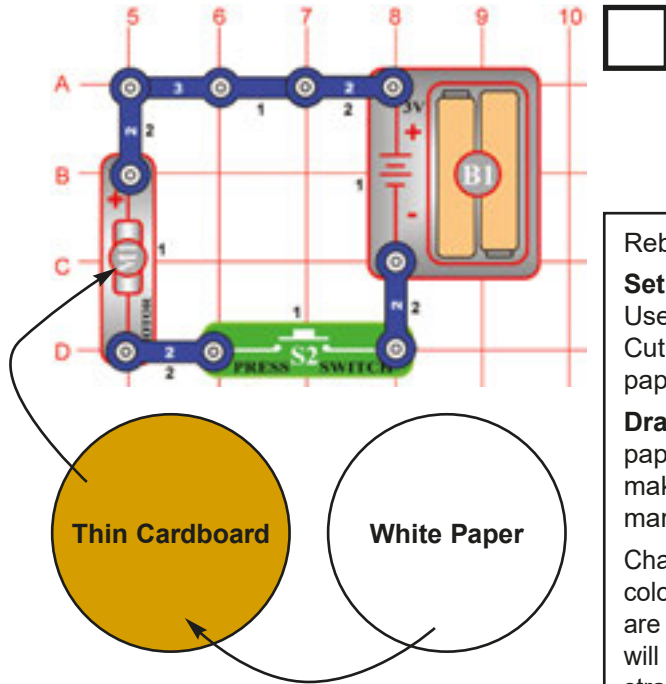 5 6 7 8 9 10
A
3 2
1 2
3V
+
2 2
B
B1
1
+
-
1
C
MOTOR
2 2
1
D
2
2
S2
PRESS SWITCH
Thin Cardboard
White Paper
Reb
Set
Use
Cut
pap
Dra
pap
mak
mar
Cha
colo
are
will